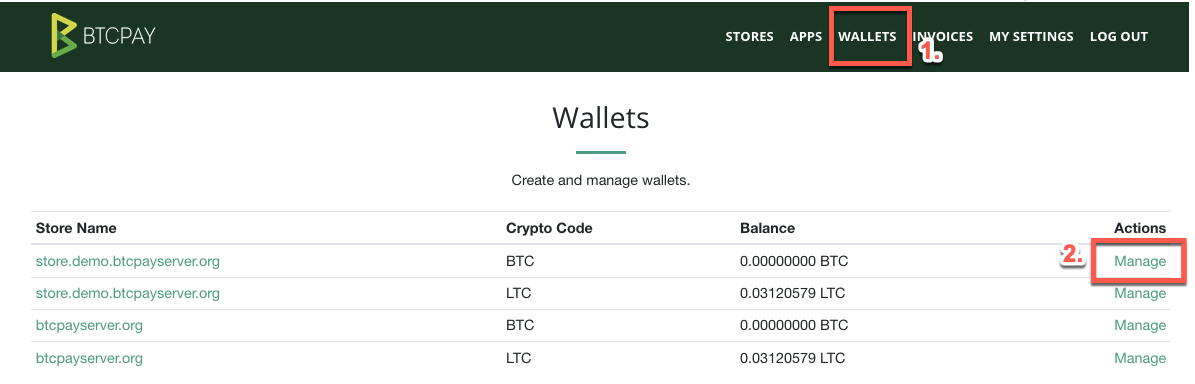 BTCPAY STORES APPS WALLETS INVOICES MY SETTINGS LOG OUT
1.
Wallets
Create and manage wallets.
Store Name Crypto Code Balance Actions
2.
store.demo.btcpayserver.org BTC 0.00000000 BTC Manage
store.demo.btcpayserver.org LTC 0.03120579 LTC Manage
btcpayserver.org BTC 0.00000000 BTC Manage
btcpayserver.org LTC 0.03120579 LTC Manage